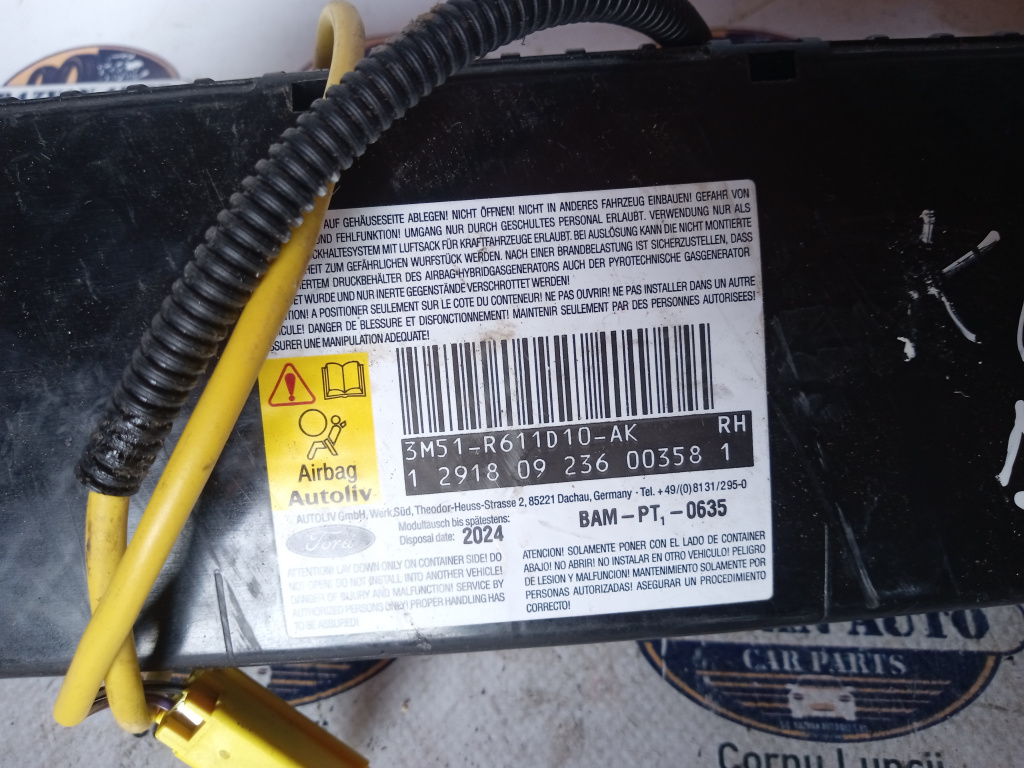 AUF GEHÄUSESEITE ABLEGEN! NICHT ÖFFNEN! NICHT IN ANDERES FAHRZEUG EINBAUEN! GEFAHR VON
UND FEHLFUNKTION! UMGANG NUR DURCH GESCHULTES PERSONAL ERLAUBT. VERWENDUNG NUR ALS
CKHALTESYSTEM MIT LUFTSACK FÜR KRAFTFAHRZEUGE ERLAUBT. BEI AUSLÖSUNG KANN DIE NICHT MONTIERTE
HEIT ZUM GEFÄHRLICHEN WURFSTÜCK WERDEN. NACH EINER BRANDBELASTUNG IST SICHERZUSTELLEN, DASS
IERTEM DRUCKBEHÄLTER DES AIRBAG-HYBRIDGASGENERATORS AUCH DER PYROTECHNISCHE GASGENERATOR
ET WURDE UND NUR INERTE GEGENSTÄNDE VERSCHROTTET WERDEN!
TION! A POSITIONER SEULEMENT SUR LE COTE DU CONTENEUR! NE PAS OUVRIR! NE PAS INSTALLER DANS UN AUTRE
ICULE! DANGER DE BLESSURE ET DISFONCTIONEMENT! MAINTENIR SEULEMENT PAR DES PERSONNES AUTORISEES!
SSURER UNE MANIPULATION ADEQUATE!
3M51-R611D10-AK RH
1 2918 09 236 00358 1
Airbag
Autoliv
AUTOLIV GmbH, Werk Süd, Theodor-Heuss-Strasse 2, 85221 Dachau, Germany · Tel. +49/(0)8131/295-0
Modultausch bis spätestens:
Disposal date: 2024
BAM-PT₁-0635
Ford
ATTENTION! LAY DOWN ONLY ON CONTAINER SIDE! DO
NOT OPEN! DO NOT INSTALL INTO ANOTHER VEHICLE!
DANGER OF INJURY AND MALFUNCTION! SERVICE BY
AUTHORIZED PERSONS ONLY! PROPER HANDLING HAS
TO BE ASSURED!
ATENCION! SOLAMENTE PONER CON EL LADO DE CONTAINER
ABAJO! NO ABRIR! NO INSTALAR EN OTRO VEHICULO! PELIGRO
DE LESION Y MALFUNCION! MANTENIMIENTO SOLAMENTE POR
PERSONAS AUTORIZADAS! ASEGURAR UN PROCEDIMIENTO
CORRECTO!
AUTO
CAR PARTS
Cornu Luncii